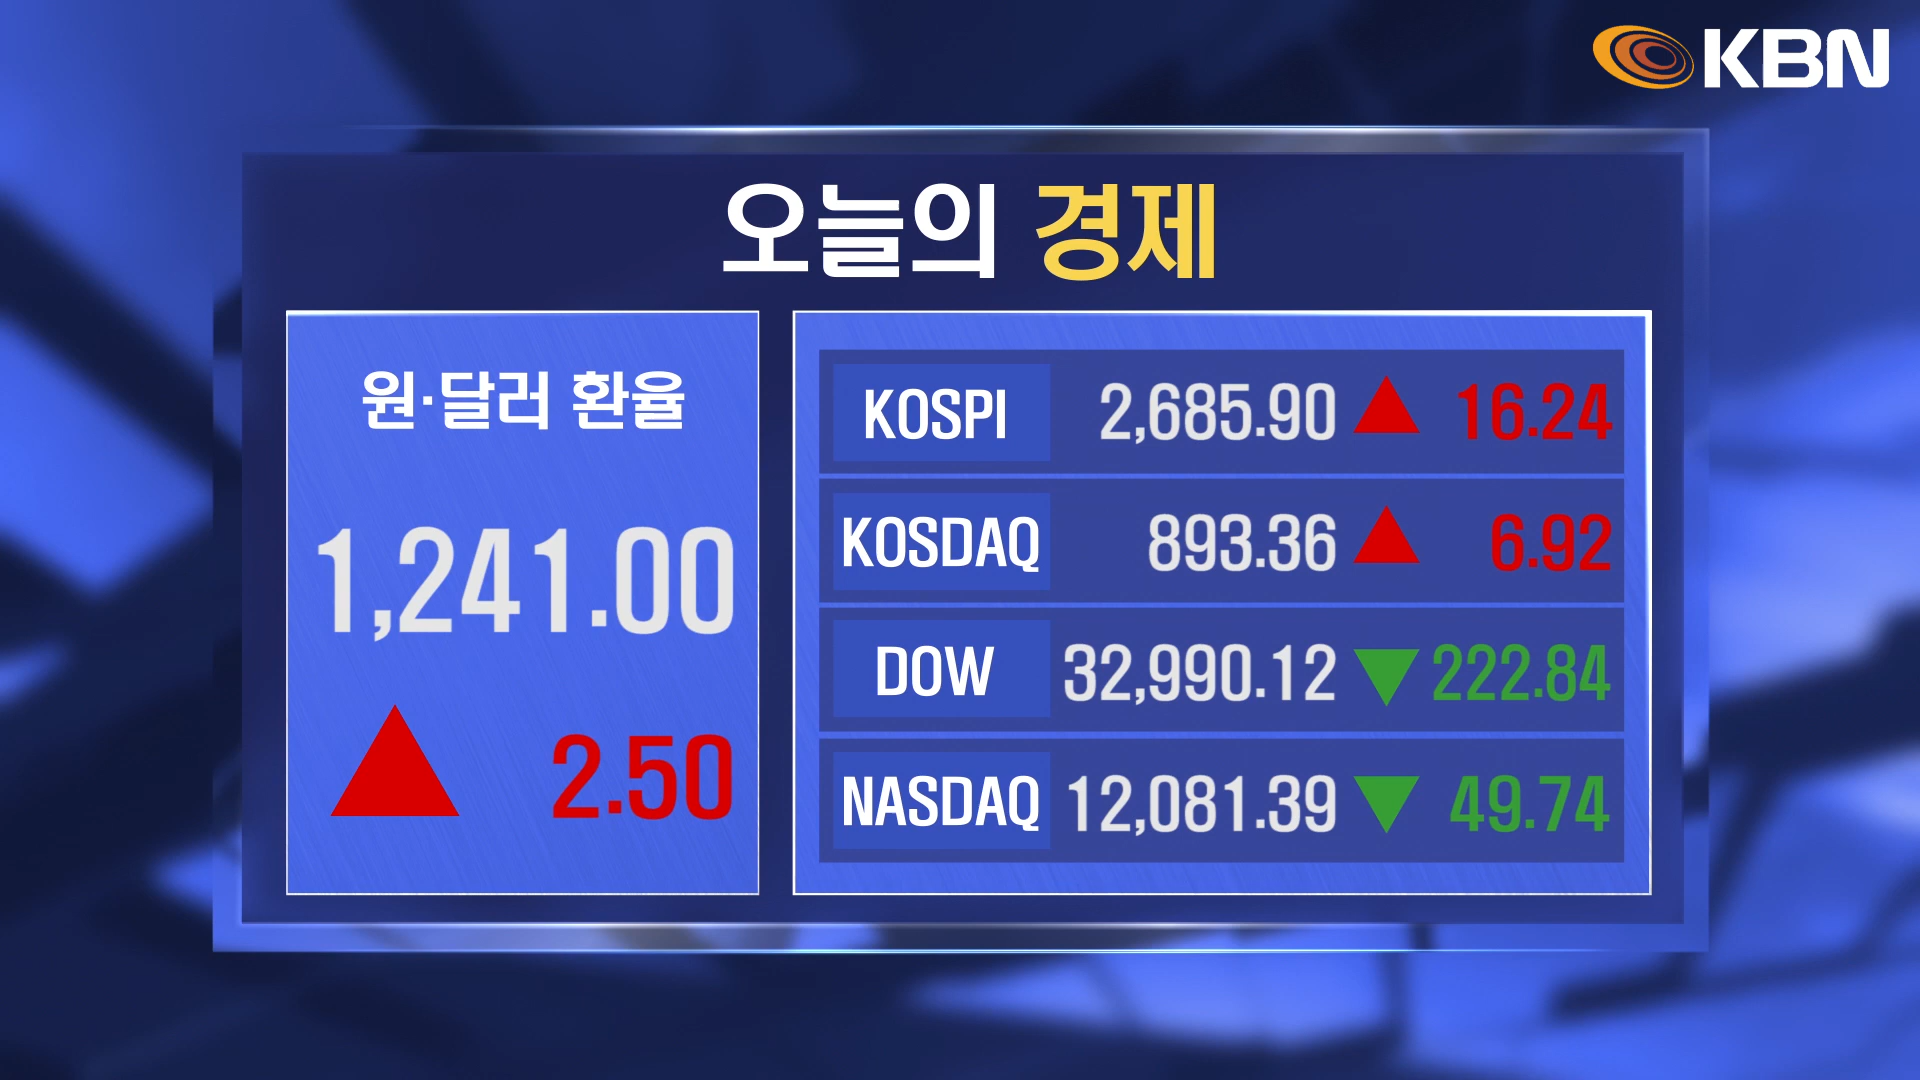 KBN
오늘의 경제
원·달러 환율
1,241.00
▲ 2.50
KOSPI 2,685.90 ▲ 16.24
KOSDAQ 893.36 ▲ 6.92
DOW 32,990.12 ▼ 222.84
NASDAQ 12,081.39 ▼ 49.74